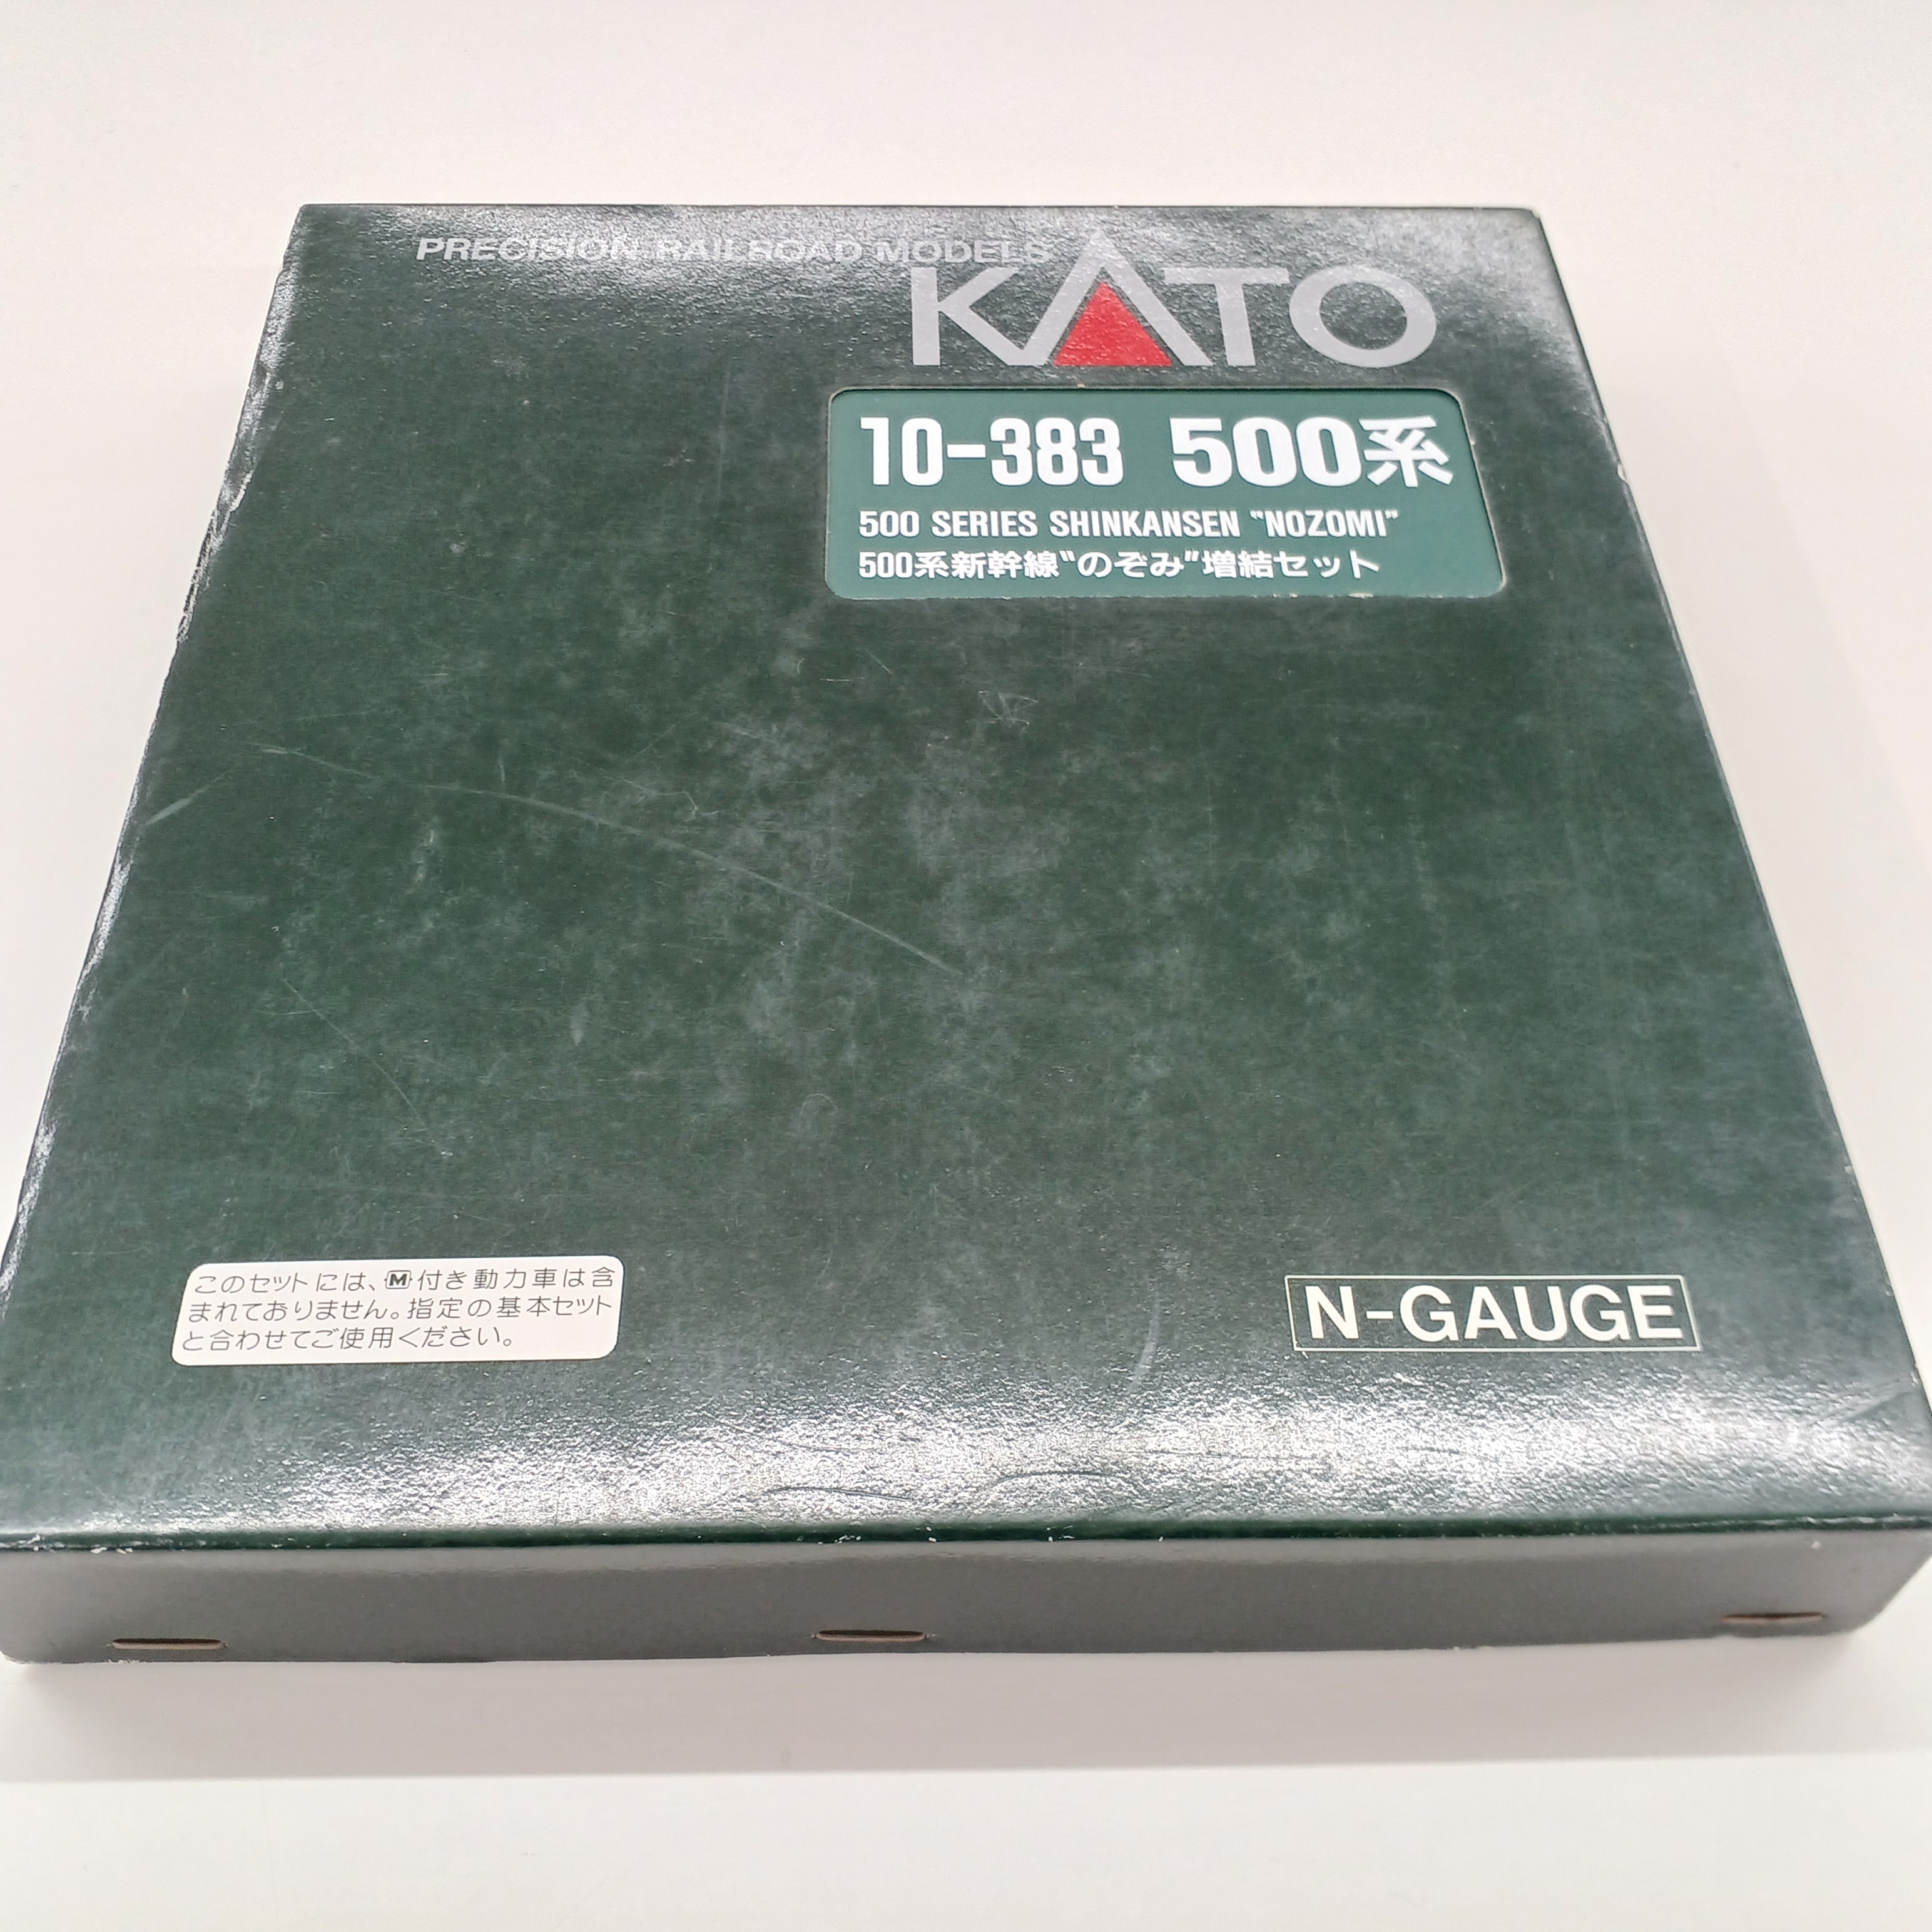 PRECISION RAILROAD MODELS
KATO
10-383 500系
500 SERIES SHINKANSEN "NOZOMI"
500系新幹線"のぞみ"増結セット
このセットには、M付き動力車は含
まれておりません。指定の基本セット
と合わせてご使用ください。
N-GAUGE